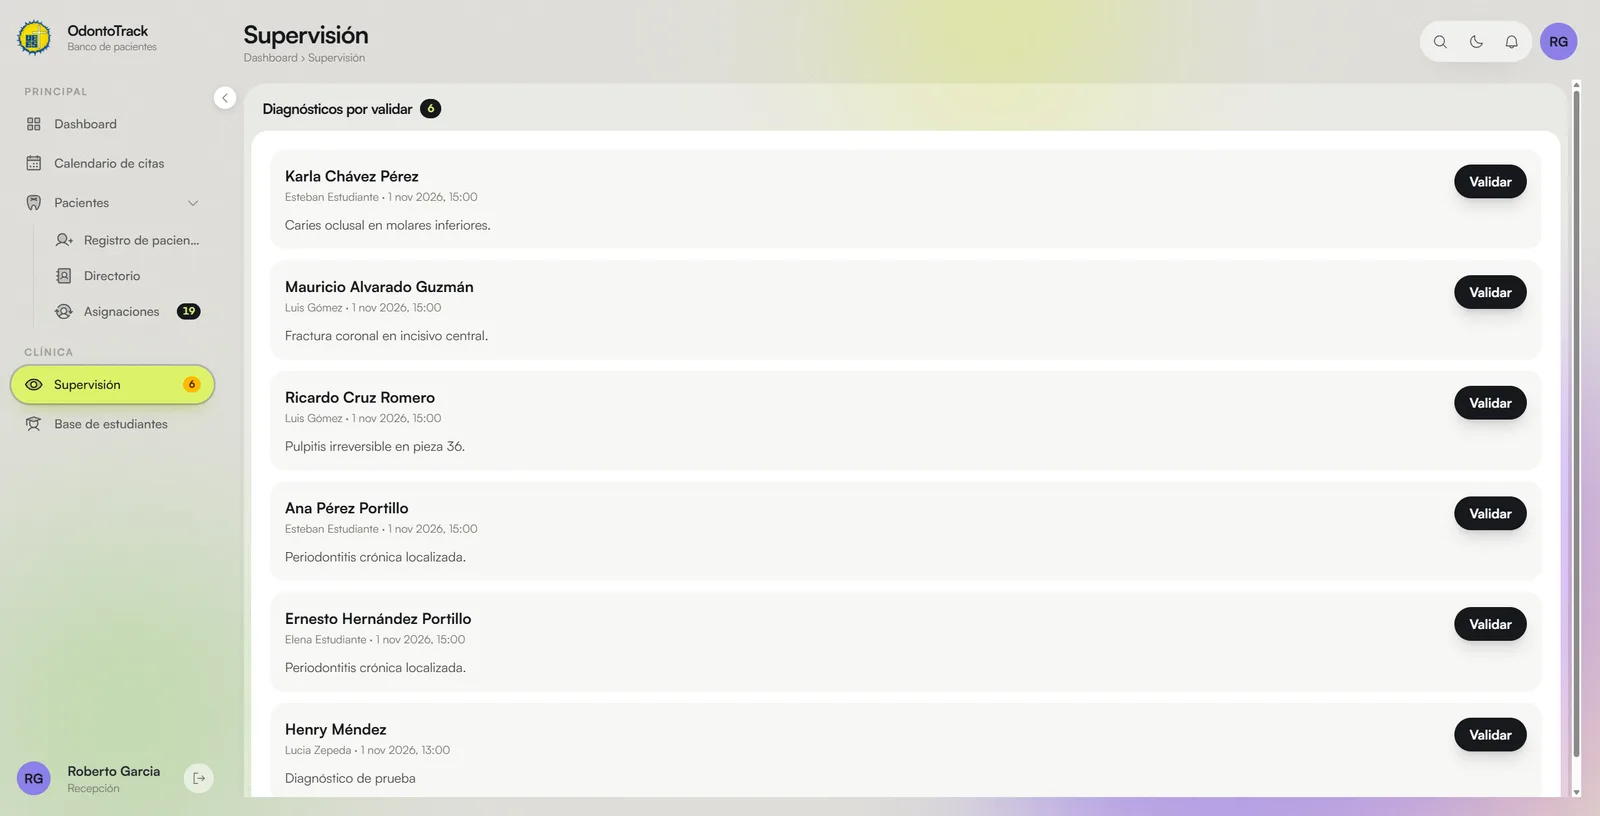 OdontoTrack
Banco de pacientes
PRINCIPAL
Dashboard
Calendario de citas
Pacientes
Registro de pacien...
Directorio
Asignaciones 19
CLÍNICA
Supervisión 6
Base de estudiantes
RG
Roberto Garcia
Recepción
Supervisión
Dashboard › Supervisión
RG
Diagnósticos por validar 6
Karla Chávez Pérez
Esteban Estudiante · 1 nov 2026, 15:00
Caries oclusal en molares inferiores.
Validar
Mauricio Alvarado Guzmán
Luis Gómez · 1 nov 2026, 15:00
Fractura coronal en incisivo central.
Validar
Ricardo Cruz Romero
Luis Gómez · 1 nov 2026, 15:00
Pulpitis irreversible en pieza 36.
Validar
Ana Pérez Portillo
Esteban Estudiante · 1 nov 2026, 15:00
Periodontitis crónica localizada.
Validar
Ernesto Hernández Portillo
Elena Estudiante · 1 nov 2026, 15:00
Periodontitis crónica localizada.
Validar
Henry Méndez
Lucia Zepeda · 1 nov 2026, 13:00
Diagnóstico de prueba
Validar